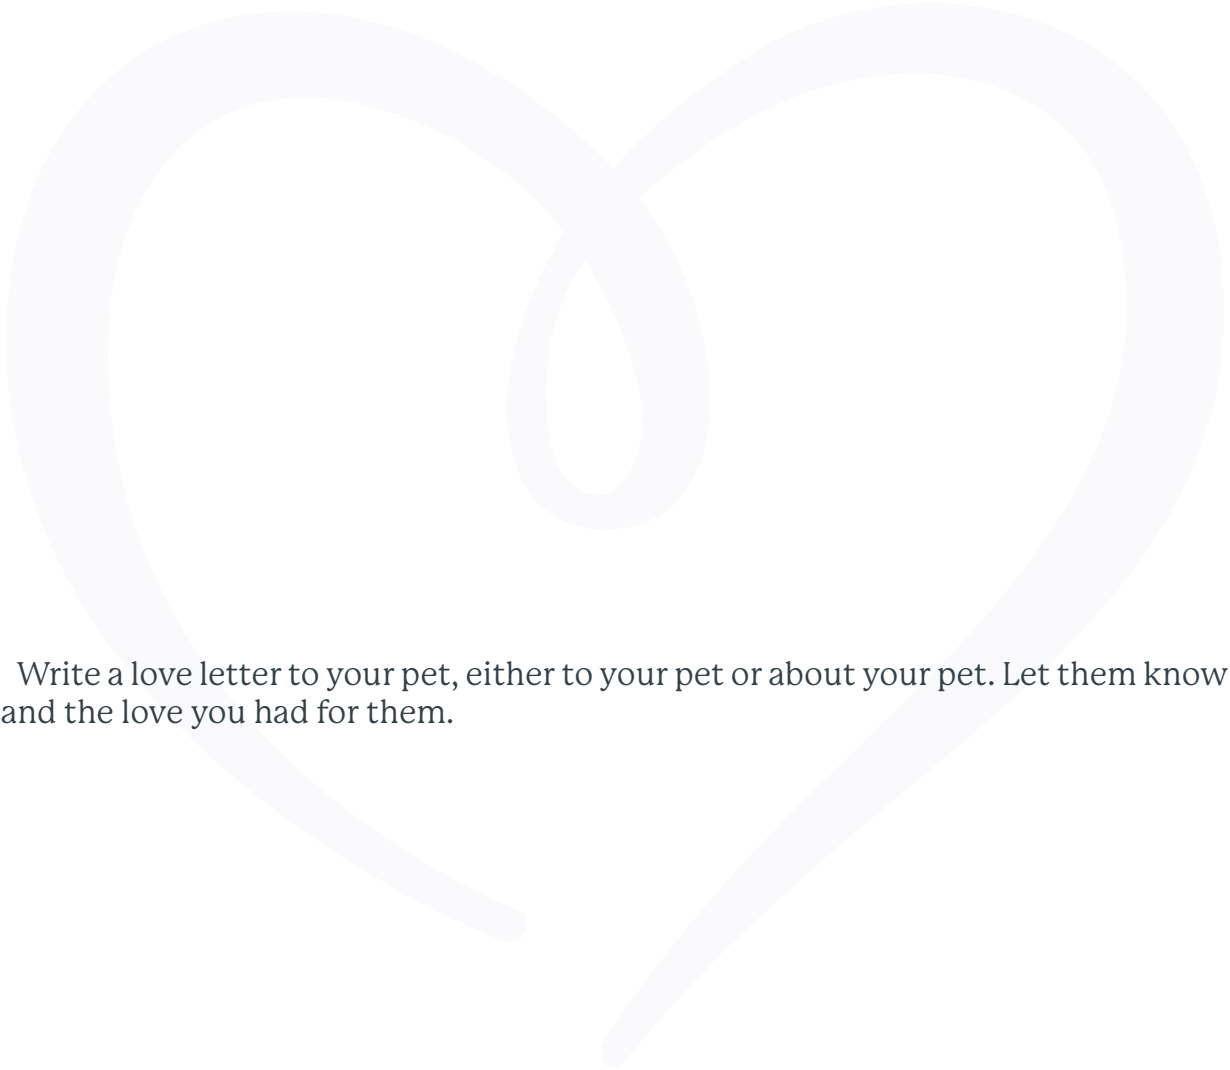 Write a love letter to your pet, either to your pet or about your pet. Let them know
and the love you had for them.